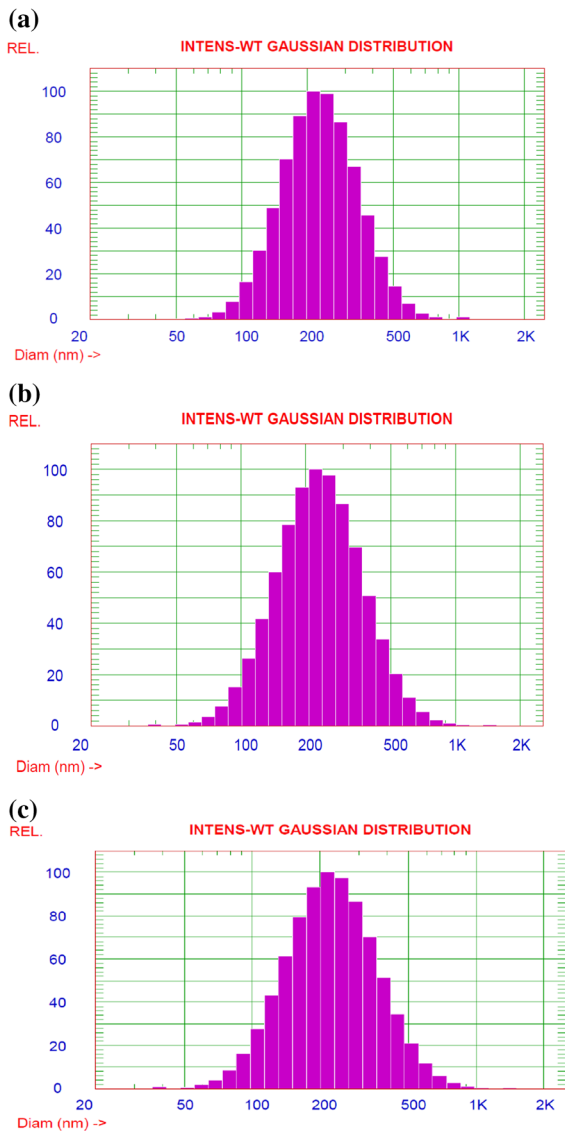 (a)
REL. INTENS-WT GAUSSIAN DISTRIBUTION
100
80
60
40
20
0
20 50 100 200 500 1K 2K
Diam (nm) ->
(b)
REL. INTENS-WT GAUSSIAN DISTRIBUTION
100
80
60
40
20
0
20 50 100 200 500 1K 2K
Diam (nm) ->
(c)
REL. INTENS-WT GAUSSIAN DISTRIBUTION
100
80
60
40
20
0
20 50 100 200 500 1K 2K
Diam (nm) ->